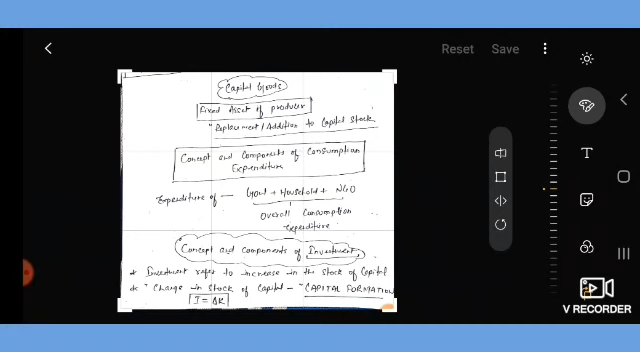 Reset Save
Capital Goods
Fixed Asset of producer
"Replacement/Addition to Capital Stock
Concept and Components of Consumption
Expenditure
Expenditure of — Govt + Household + NGO
Overall Consumption
Expenditure
Concept and Components of Investment
* Investment refer to increase in the stock of Capital
* "Change in Stock of Capital - "CAPITAL FORMATION
I = ΔK
T
V RECORDER